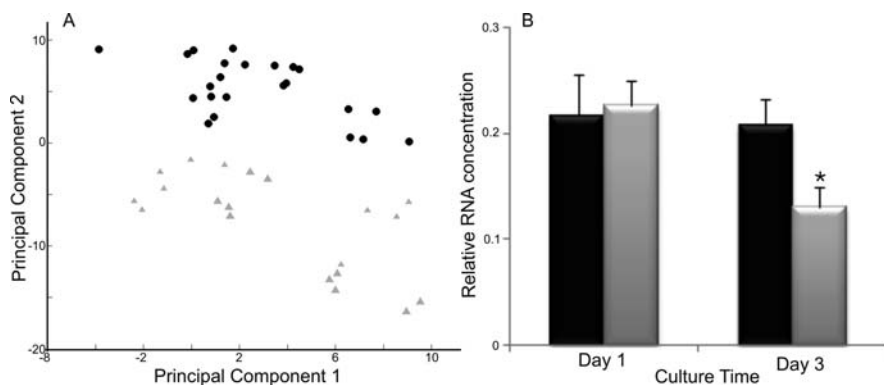 A
Principal Component 2
10
0
-10
-20
-8
-2
2
6
10
Principal Component 1
B
Relative RNA concentration
0.3
0.2
0.1
0
*
Day 1
Day 3
Culture Time